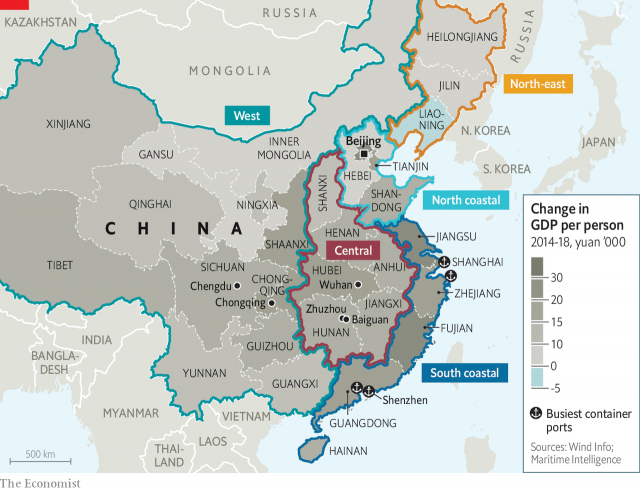 RUSSIA
KAZAKHSTAN
RUSSIA
HEILONGJIANG
MONGOLIA
JILIN
North-east
West
LIAO-
NING
XINJIANG
N. KOREA
JAPAN
GANSU
INNER
MONGOLIA
Beijing
TIANJIN
S. KOREA
HEBEI
SHANXI
SHAN-
DONG
North coastal
QINGHAI
NINGXIA
CHINA
HENAN
JIANGSU
SHAANXI
Central
TIBET
SICHUAN
HUBEI
ANHUI
SHANGHAI
Chengdu
CHONG-
QING
Wuhan
ZHEJIANG
Chongqing
Zhuzhou
JIANGXI
Baiguan
FUJIAN
HUNAN
INDIA
GUIZHOU
BANGLA-
DESH
YUNNAN
GUANGXI
South coastal
Shenzhen
MYANMAR
VIETNAM
GUANGDONG
LAOS
THAI-
LAND
HAINAN
500 km
Change in
GDP per person
2014-18, yuan ’000
30
20
15
10
0
-5
Busiest container
ports
Sources: Wind Info;
Maritime Intelligence
The Economist